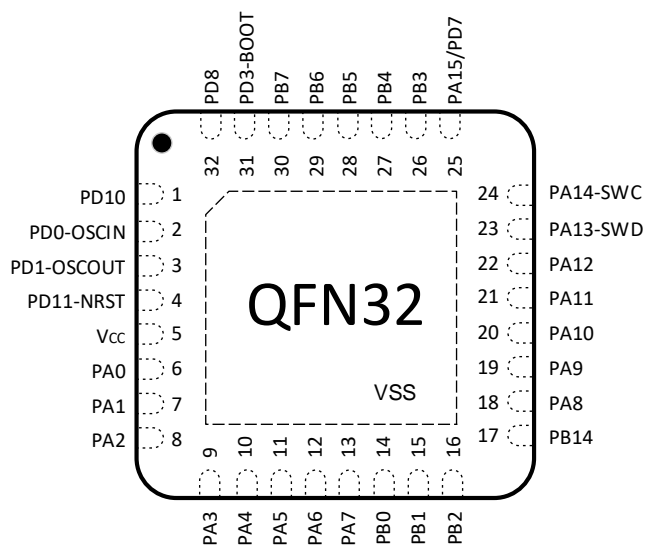 PD8
PD3-BOOT
PB7
PB6
PB5
PB4
PB3
PA15/PD7
32
31
30
29
28
27
26
25
PD10 1
PD0-OSCIN 2
PD1-OSCOUT 3
PD11-NRST 4
Vcc 5
PA0 6
PA1 7
PA2 8
QFN32
VSS
24 PA14-SWC
23 PA13-SWD
22 PA12
21 PA11
20 PA10
19 PA9
18 PA8
17 PB14
9
10
11
12
13
14
15
16
PA3
PA4
PA5
PA6
PA7
PB0
PB1
PB2